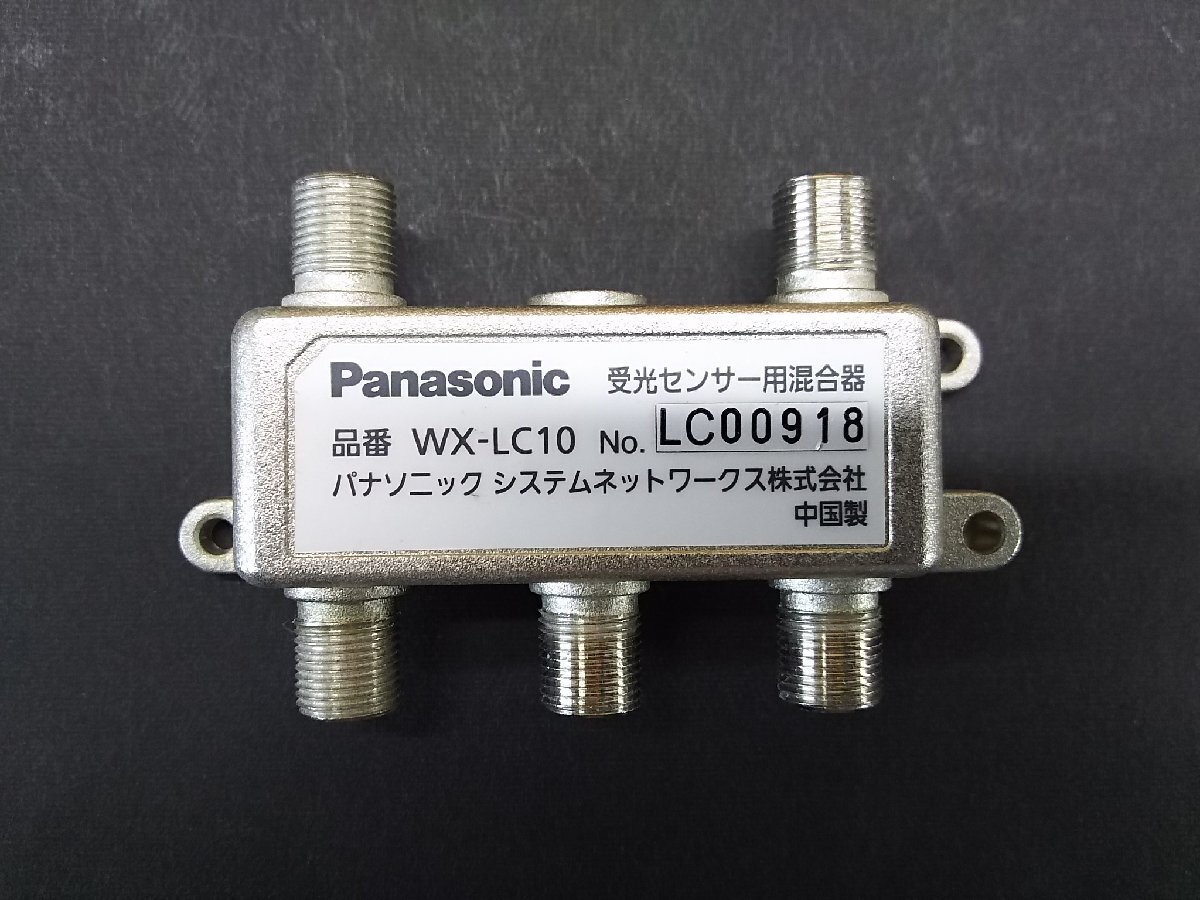 Panasonic 受光センサー用混合器
品番 WX-LC10 No. LC00918
パナソニック システムネットワークス株式会社
中国製